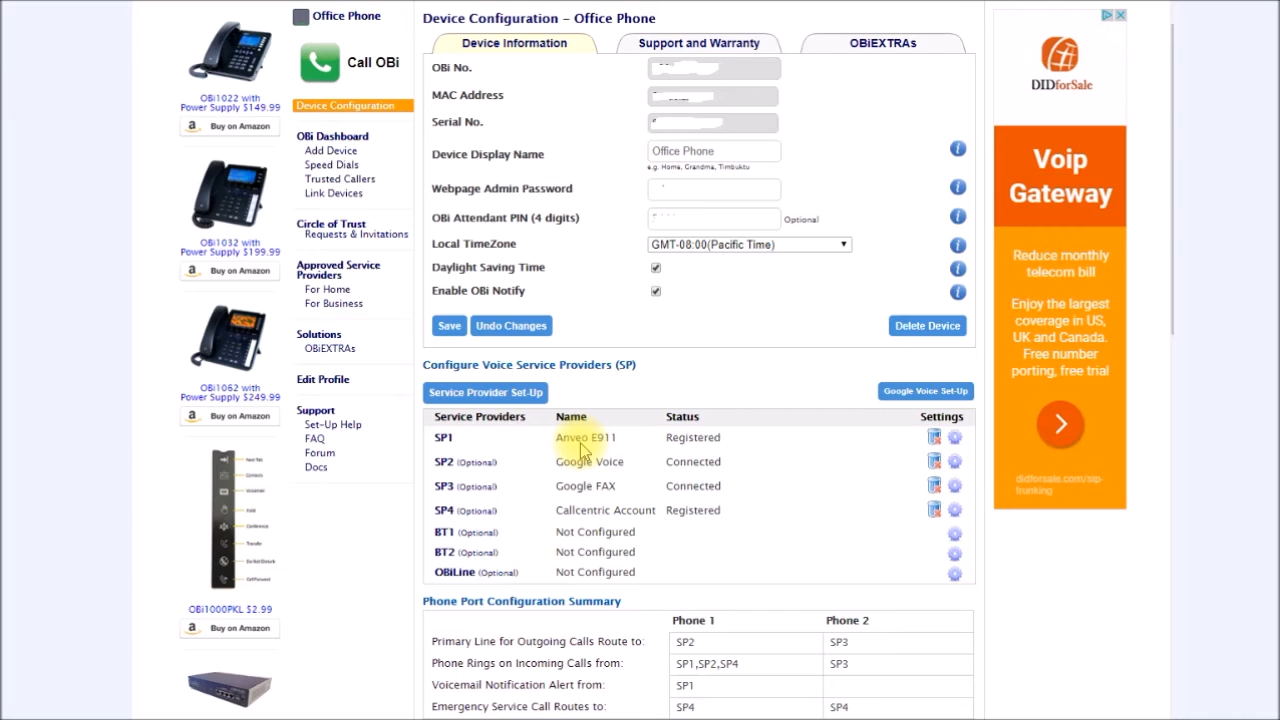 OBi1022 with
Power Supply $149.99
a Buy on Amazon
OBi1032 with
Power Supply $199.99
a Buy on Amazon
OBi1062 with
Power Supply $249.99
a Buy on Amazon
OBi1000PKL $2.99
a Buy on Amazon
Office Phone
Call OBi
Device Configuration
OBi Dashboard
Add Device
Speed Dials
Trusted Callers
Link Devices
Circle of Trust
Requests & Invitations
Approved Service
Providers
For Home
For Business
Solutions
OBiEXTRAs
Edit Profile
Support
Set-Up Help
FAQ
Forum
Docs
Device Configuration – Office Phone
Device Information Support and Warranty OBiEXTRAs
OBi No.
MAC Address
Serial No.
Device Display Name Office Phone
e.g. Home, Grandma, Timbuktu
Webpage Admin Password
OBi Attendant PIN (4 digits) Optional
Local TimeZone GMT-08:00(Pacific Time)
Daylight Saving Time
Enable OBi Notify
Save Undo Changes Delete Device
Configure Voice Service Providers (SP)
Service Provider Set-Up Google Voice Set-Up
Service Providers Name Status Settings
SP1 Anveo E911 Registered
SP2 (Optional) Google Voice Connected
SP3 (Optional) Google FAX Connected
SP4 (Optional) Callcentric Account Registered
BT1 (Optional) Not Configured
BT2 (Optional) Not Configured
OBiLine (Optional) Not Configured
Phone Port Configuration Summary
Phone 1 Phone 2
Primary Line for Outgoing Calls Route to: SP2 SP3
Phone Rings on Incoming Calls from: SP1,SP2,SP4 SP3
Voicemail Notification Alert from: SP1
Emergency Service Call Routes to: SP4 SP4
DIDforSale
Voip
Gateway
Reduce monthly
telecom bill
Enjoy the largest
coverage in US,
UK and Canada.
Free number
porting, free trial
didforsale.com/sip-
trunking